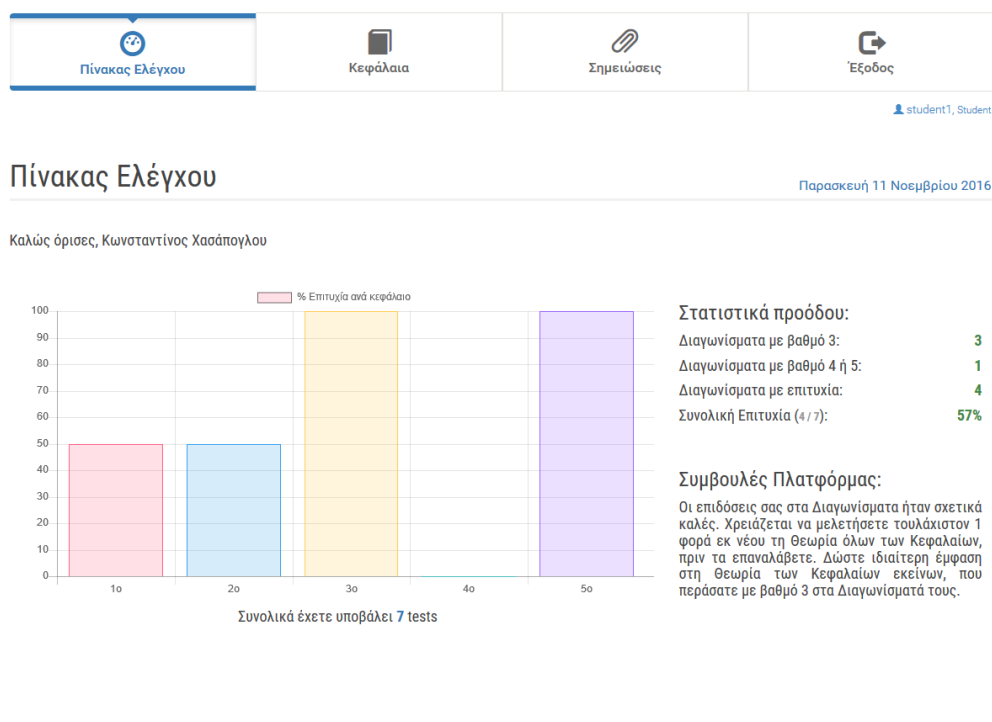 Πίνακας Ελέγχου
Κεφάλαια
Σημειώσεις
Έξοδος
student1, Student
Πίνακας Ελέγχου
Παρασκευή 11 Νοεμβρίου 2016
Καλώς όρισες, Κωνσταντίνος Χασάπογλου
% Επιτυχία ανά κεφάλαιο
100
90
80
70
60
50
40
30
20
10
0
1ο
2ο
3ο
4ο
5ο
Συνολικά έχετε υποβάλει 7 tests
Στατιστικά προόδου:
Διαγωνίσματα με βαθμό 3: 3
Διαγωνίσματα με βαθμό 4 ή 5: 1
Διαγωνίσματα με επιτυχία: 4
Συνολική Επιτυχία (4 / 7): 57%
Συμβουλές Πλατφόρμας:
Οι επιδόσεις σας στα Διαγωνίσματα ήταν σχετικά
καλές. Χρειάζεται να μελετήσετε τουλάχιστον 1
φορά εκ νέου τη Θεωρία όλων των Κεφαλαίων,
πριν τα επαναλάβετε. Δώστε ιδιαίτερη έμφαση
στη Θεωρία των Κεφαλαίων εκείνων, που
περάσατε με βαθμό 3 στα Διαγωνίσματά τους.